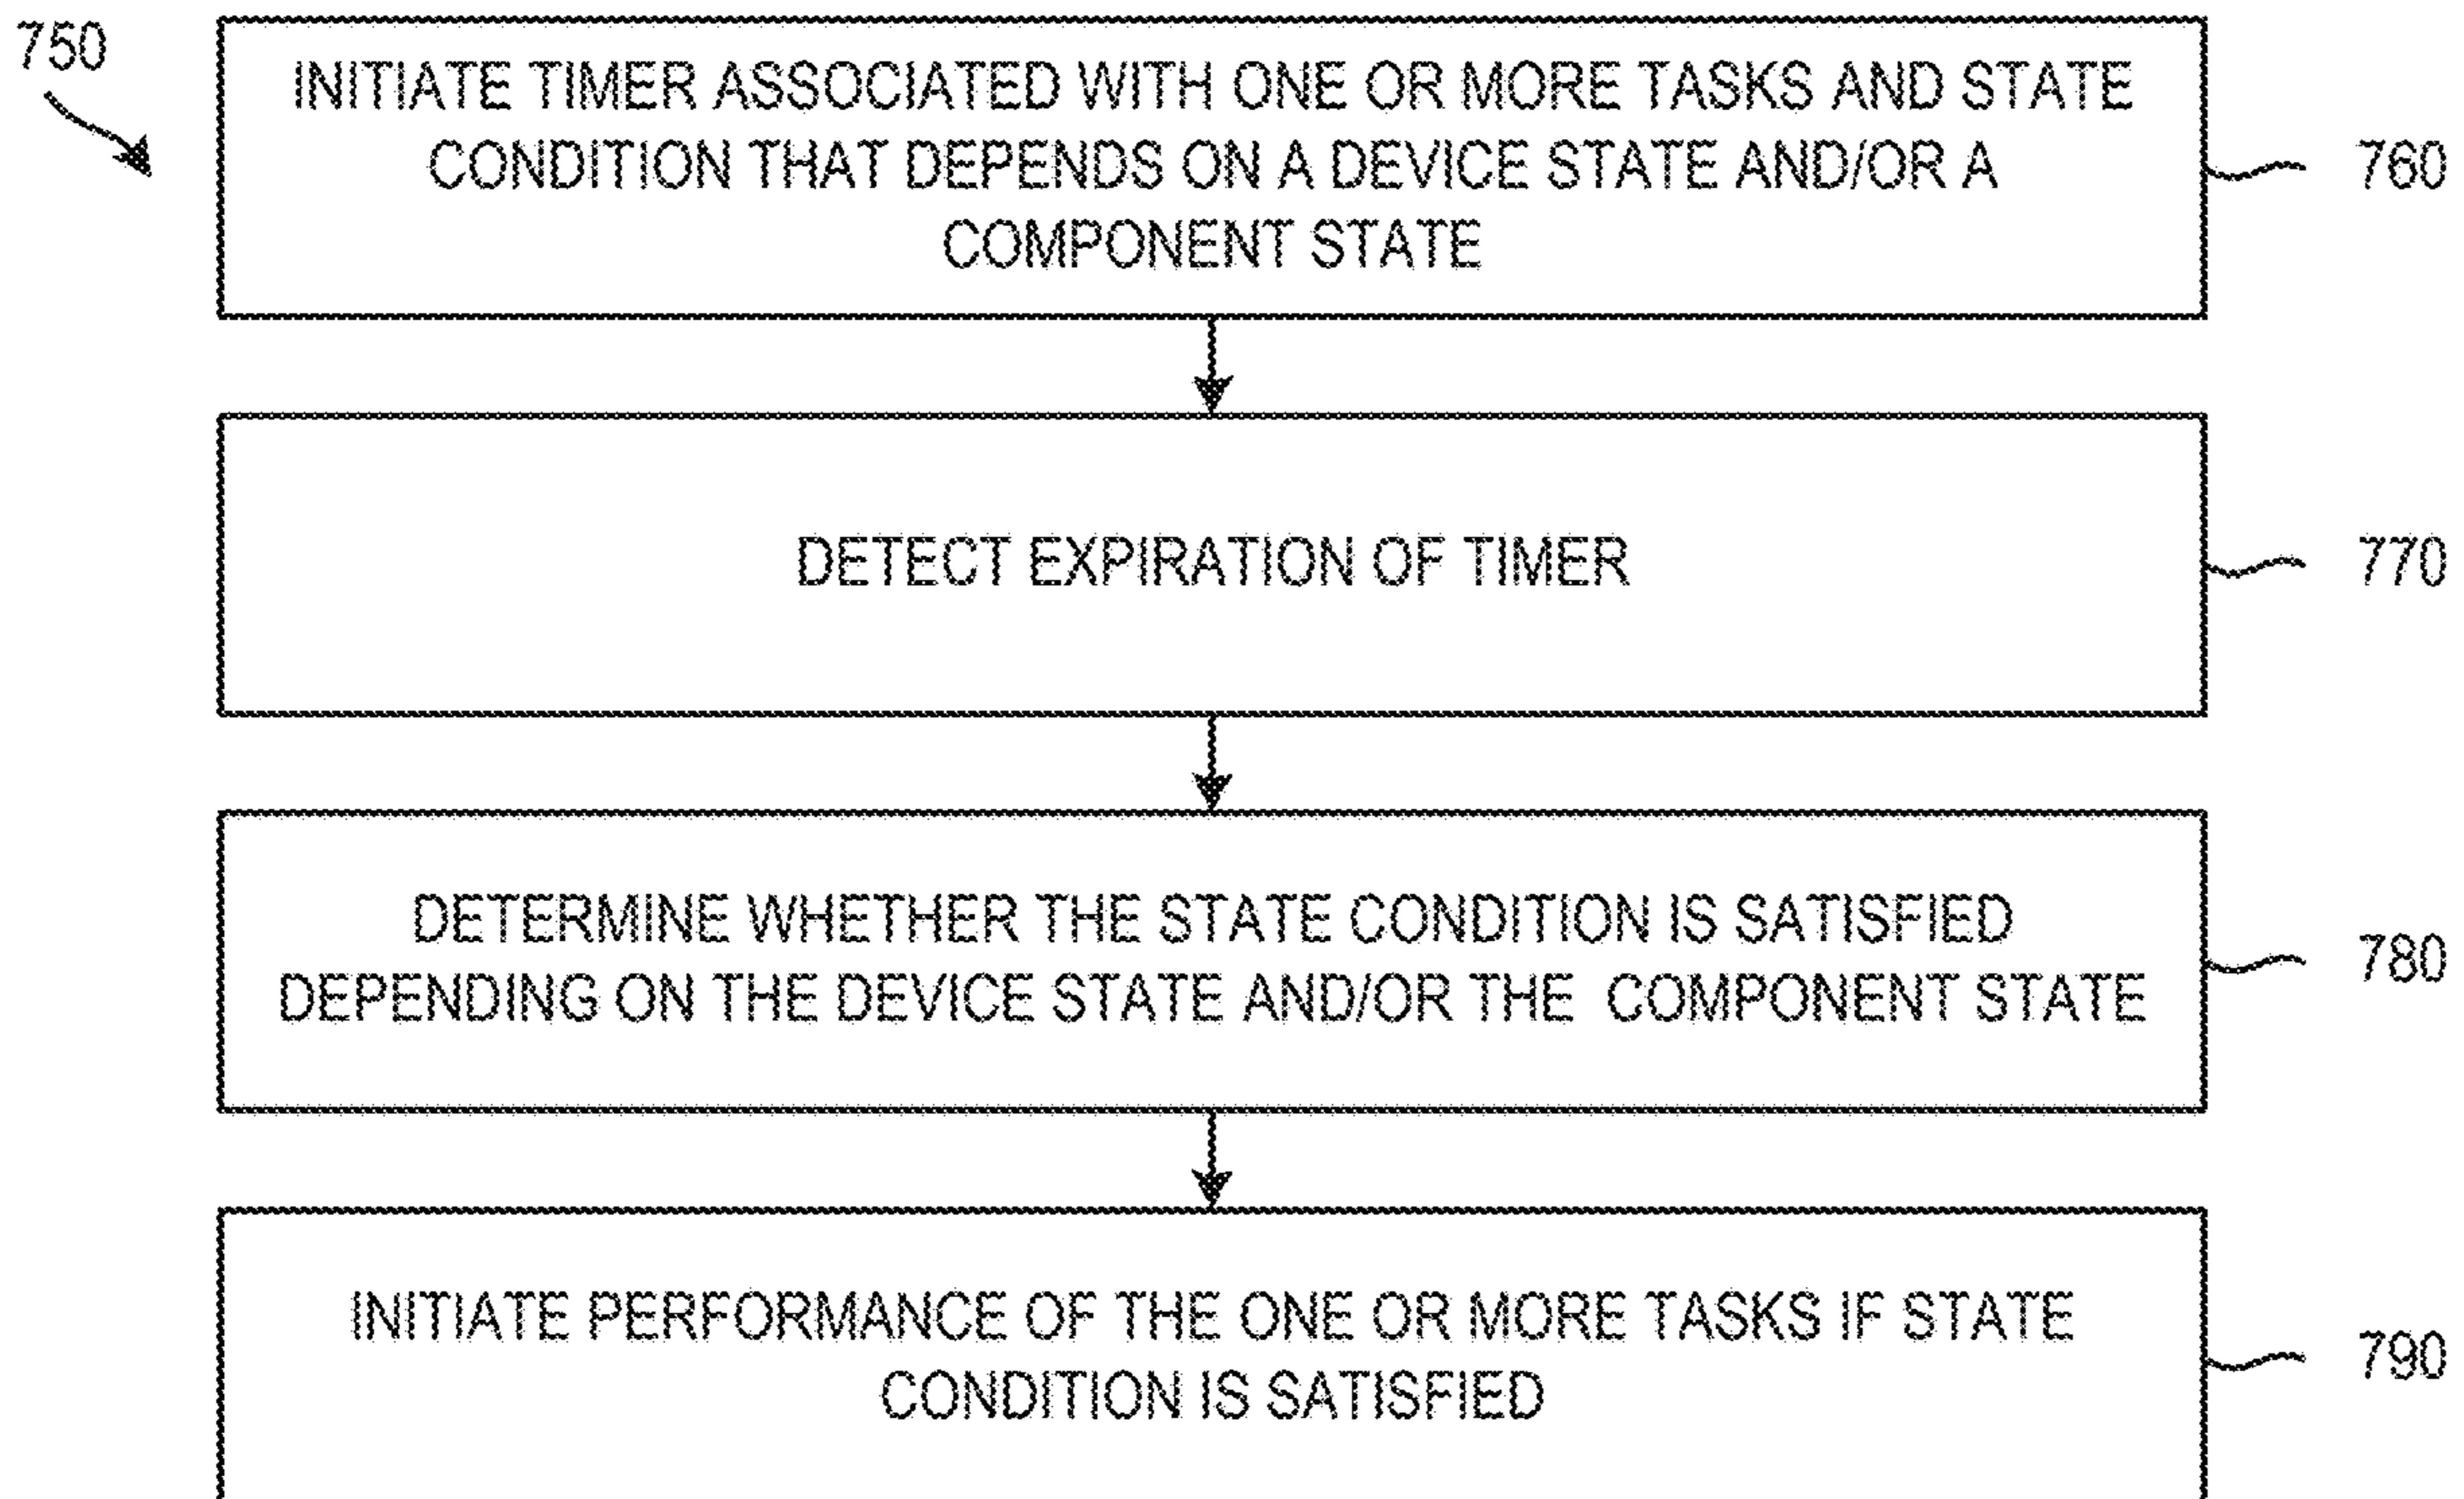 750
INITIATE TIMER ASSOCIATED WITH ONE OR MORE TASKS AND STATE
CONDITION THAT DEPENDS ON A DEVICE STATE AND/OR A
COMPONENT STATE
760
DETECT EXPIRATION OF TIMER
770
DETERMINE WHETHER THE STATE CONDITION IS SATISFIED
DEPENDING ON THE DEVICE STATE AND/OR THE COMPONENT STATE
780
INITIATE PERFORMANCE OF THE ONE OR MORE TASKS IF STATE
CONDITION IS SATISFIED
790